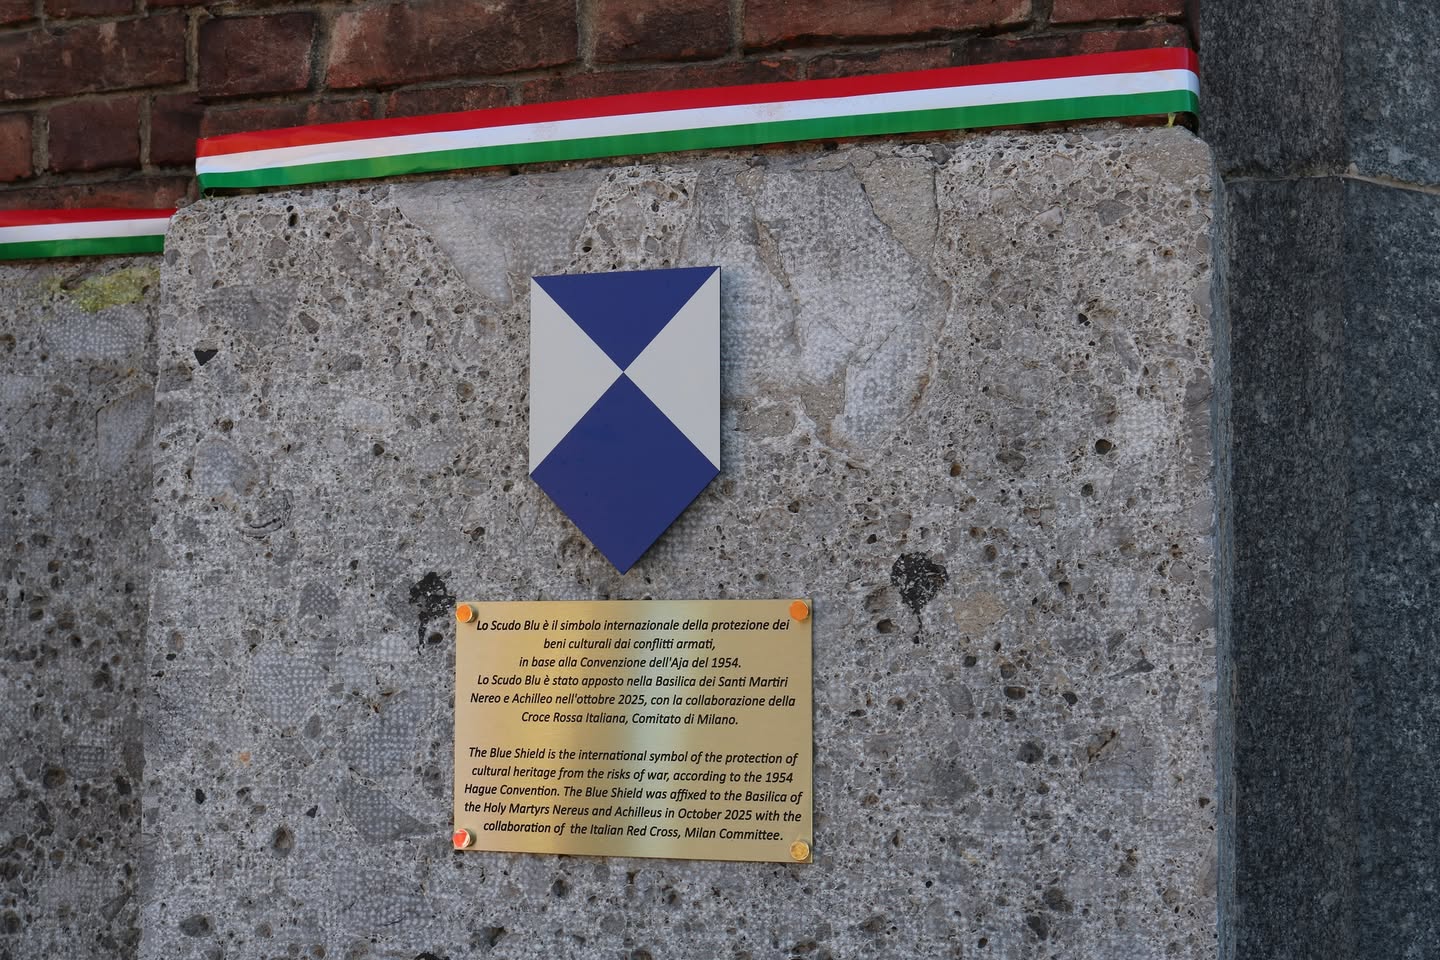 Lo Scudo Blu è il simbolo internazionale della protezione dei
beni culturali dai conflitti armati,
in base alla Convenzione dell'Aja del 1954.
Lo Scudo Blu è stato apposto nella Basilica dei Santi Martiri
Nereo e Achilleo nell'ottobre 2025, con la collaborazione della
Croce Rossa Italiana, Comitato di Milano.
The Blue Shield is the international symbol of the protection of
cultural heritage from the risks of war, according to the 1954
Hague Convention. The Blue Shield was affixed to the Basilica of
the Holy Martyrs Nereus and Achilleus in October 2025 with the
collaboration of the Italian Red Cross, Milan Committee.